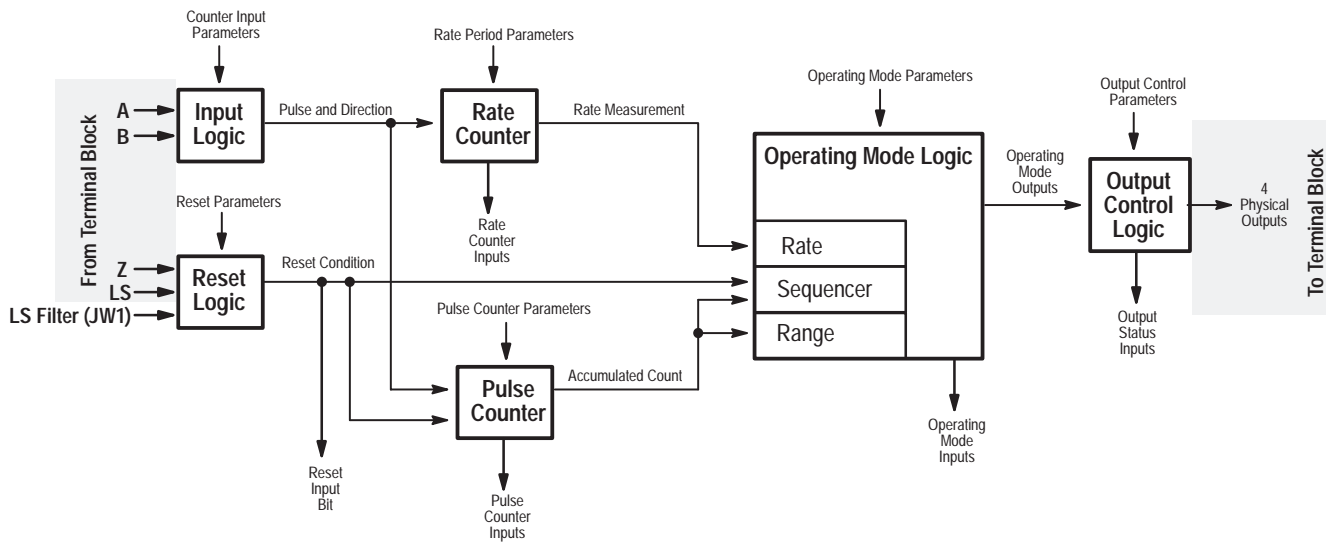 Counter Input
Parameters
Rate Period Parameters
Operating Mode Parameters
Output Control
Parameters
From Terminal Block
A
B
Input
Logic
Pulse and Direction
Rate
Counter
Rate Measurement
Operating Mode Logic
Operating
Mode
Outputs
Output
Control
Logic
4
Physical
Outputs
To Terminal Block
Reset Parameters
Rate
Counter
Inputs
Rate
Sequencer
Range
Z
LS
LS Filter (JW1)
Reset
Logic
Reset Condition
Pulse Counter Parameters
Output
Status
Inputs
Pulse
Counter
Accumulated Count
Operating
Mode
Inputs
Reset
Input
Bit
Pulse
Counter
Inputs